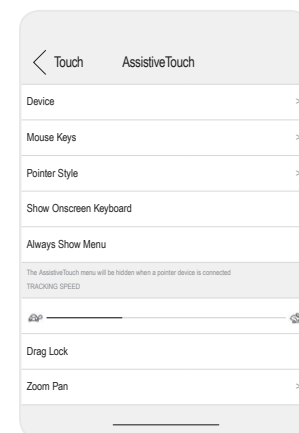 Touch AssistiveTouch
Device
Mouse Keys
Pointer Style
Show Onscreen Keyboard
Always Show Menu
The AssistiveTouch menu will be hidden when a pointer device is connected
TRACKING SPEED
Drag Lock
Zoom Pan